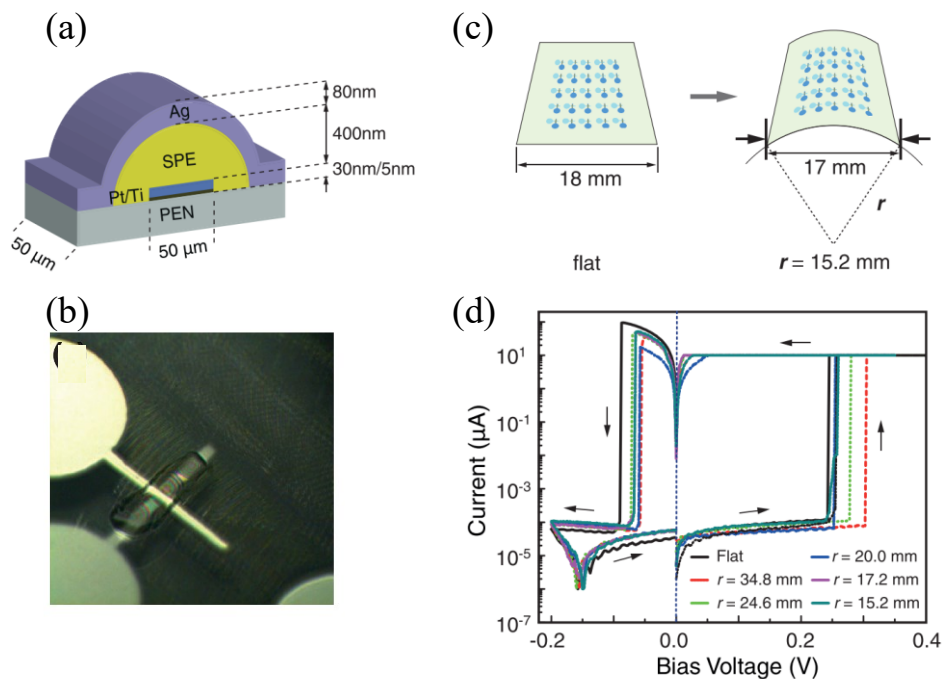 (a)
80nm
Ag
400nm
SPE
30nm/5nm
Pt/Ti
PEN
50 μm
50 μm
(b)
(c)
18 mm
17 mm
r
flat
r = 15.2 mm
(d)
Current (μA)
10¹
10⁻¹
10⁻³
10⁻⁵
10⁻⁷
Flat
r = 34.8 mm
r = 24.6 mm
r = 20.0 mm
r = 17.2 mm
r = 15.2 mm
-0.2 0.0 0.2 0.4
Bias Voltage (V)